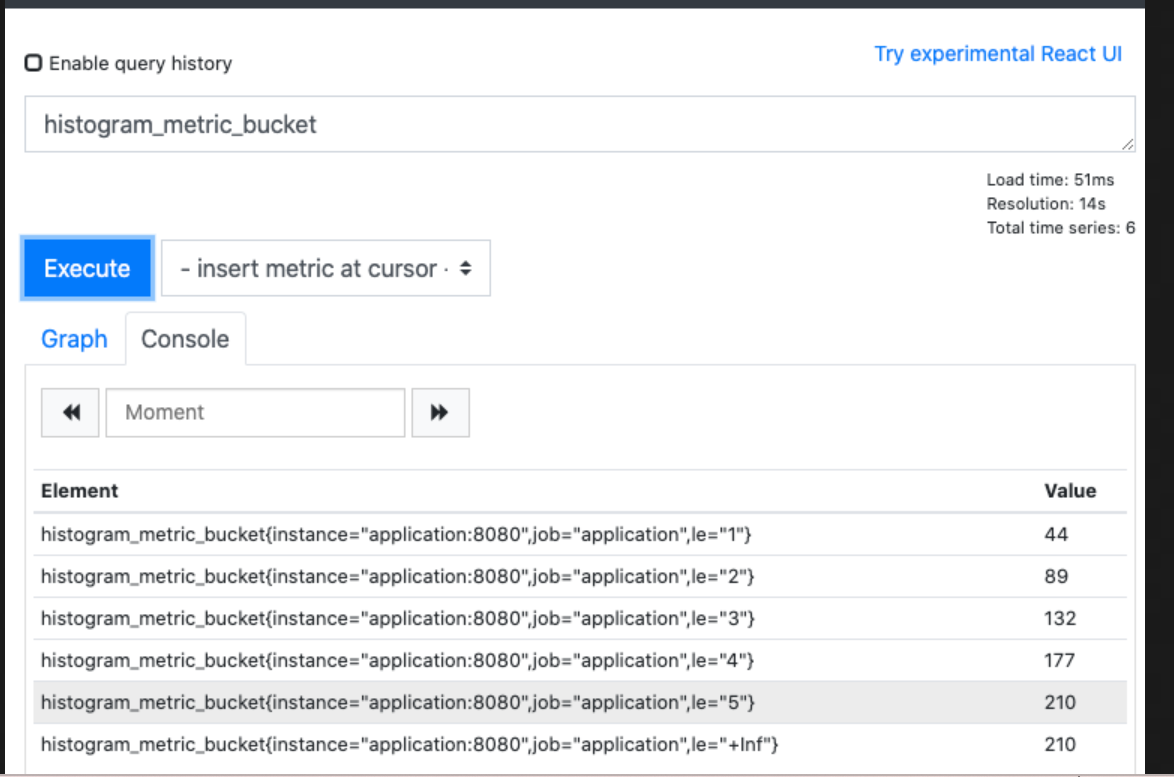 Enable query history
Try experimental React UI
histogram_metric_bucket
Load time: 51ms
Resolution: 14s
Total time series: 6
Execute
- insert metric at cursor -
Graph
Console
Moment
Element Value
histogram_metric_bucket{instance="application:8080",job="application",le="1"} 44
histogram_metric_bucket{instance="application:8080",job="application",le="2"} 89
histogram_metric_bucket{instance="application:8080",job="application",le="3"} 132
histogram_metric_bucket{instance="application:8080",job="application",le="4"} 177
histogram_metric_bucket{instance="application:8080",job="application",le="5"} 210
histogram_metric_bucket{instance="application:8080",job="application",le="+Inf"} 210